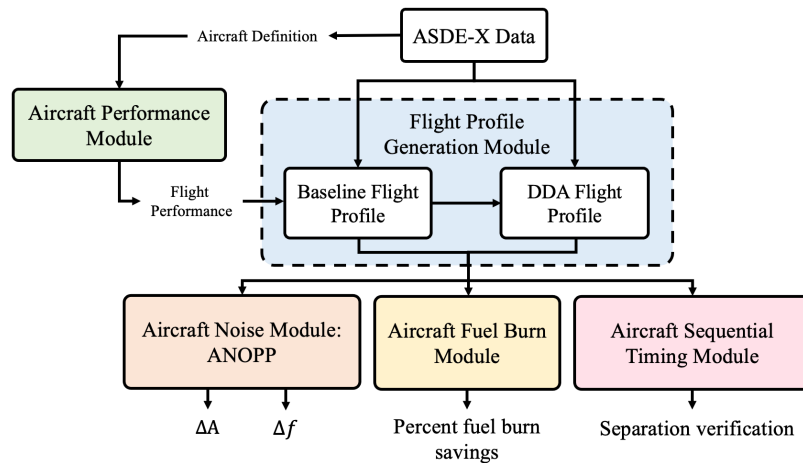 Aircraft Definition
ASDE-X Data
Aircraft Performance
Module
Flight Profile
Generation Module
Flight
Performance
Baseline Flight
Profile
DDA Flight
Profile
Aircraft Noise Module:
ANOPP
Aircraft Fuel Burn
Module
Aircraft Sequential
Timing Module
ΔA
Δf
Percent fuel burn
savings
Separation verification